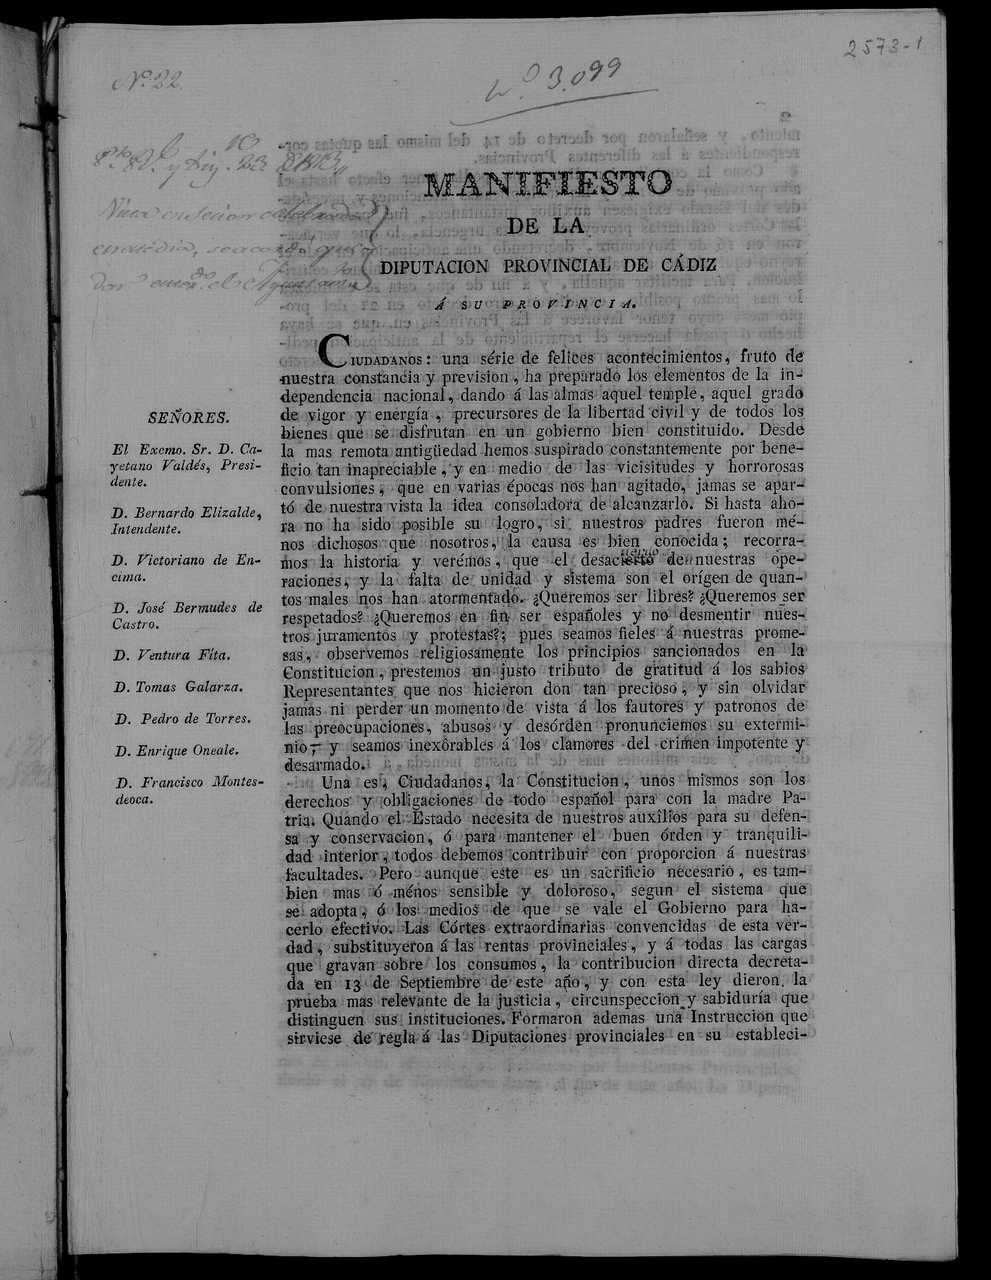 2573-1
Nº 22.
Nº 3.099
MANIFIESTO
DE LA
DIPUTACION PROVINCIAL DE CÁDIZ
Á SU PROVINCIA.
SEÑORES.
El Exemo. Sr. D. Ca-
yetano Valdés, Presi-
dente.
D. Bernardo Elizalde,
Intendente.
D. Victoriano de En-
cima.
D. José Bermudes de
Castro.
D. Ventura Fita.
D. Tomas Galarza.
D. Pedro de Torres.
D. Enrique Oneale.
D. Francisco Montes-
deoca.
CIUDADANOS: una série de felices acontecimientos, fruto de
nuestra constancia y prevision, ha preparado los elementos de la in-
dependencia nacional, dando á las almas aquel temple, aquel grado
de vigor y energía, precursores de la libertad civil y de todos los
bienes que se disfrutan en un gobierno bien constituido. Desde
la mas remota antigüedad hemos suspirado constantemente por bene-
ficio tan inapreciable, y en medio de las vicisitudes y horrorosas
convulsiones, que en varias épocas nos han agitado, jamas se apar-
tó de nuestra vista la idea consoladora de alcanzarlo. Si hasta aho-
ra no ha sido posible su logro, si nuestros padres fueron mé-
nos dichosos que nosotros, la causa es bien conocida; recorra-
mos la historia y verémos, que el desacierto de nuestras ope-
raciones, y la falta de unidad y sistema son el orígen de quan-
tos males nos han atormentado. ¿Queremos ser libres? ¿Queremos ser
respetados? ¿Queremos en fin ser españoles y no desmentir nues-
tros juramentos y protestas?; pues seamos fieles á nuestras prome-
sas, observemos religiosamente los principios sancionados en la
Constitucion, prestemos un justo tributo de gratitud á los sabios
Representantes que nos hicieron don tan precioso, y sin olvidar
jamas ni perder un momento de vista á los fautores y patronos de
las preocupaciones, abusos y desórden pronunciemos su extermi-
nio, y seamos inexôrables á los clamores del crimen impotente y
desarmado.
Una es, Ciudadanos, la Constitucion, unos mismos son los
derechos y obligaciones de todo español para con la madre Pa-
tria. Quando el Estado necesita de nuestros auxilios para su defen-
sa y conservacion, ó para mantener el buen órden y tranquili-
dad interior, todos debemos contribuir con proporcion á nuestras
facultades. Pero aunque este es un sacrificio necesario, es tam-
bien mas ó ménos sensible y doloroso, segun el sistema que
se adopta, ó los medios de que se vale el Gobierno para ha-
cerlo efectivo. Las Córtes extraordinarias convencidas de esta ver-
dad, substituyeron á las rentas provinciales, y á todas las cargas
que gravan sobre los consumos, la contribucion directa decreta-
da en 13 de Septiembre de este año, y con esta ley dieron la
prueba mas relevante de la justicia, circunspeccion y sabiduría que
distinguen sus instituciones. Formaron ademas una Instruccion que
sirviese de regla á las Diputaciones provinciales en su estableci-